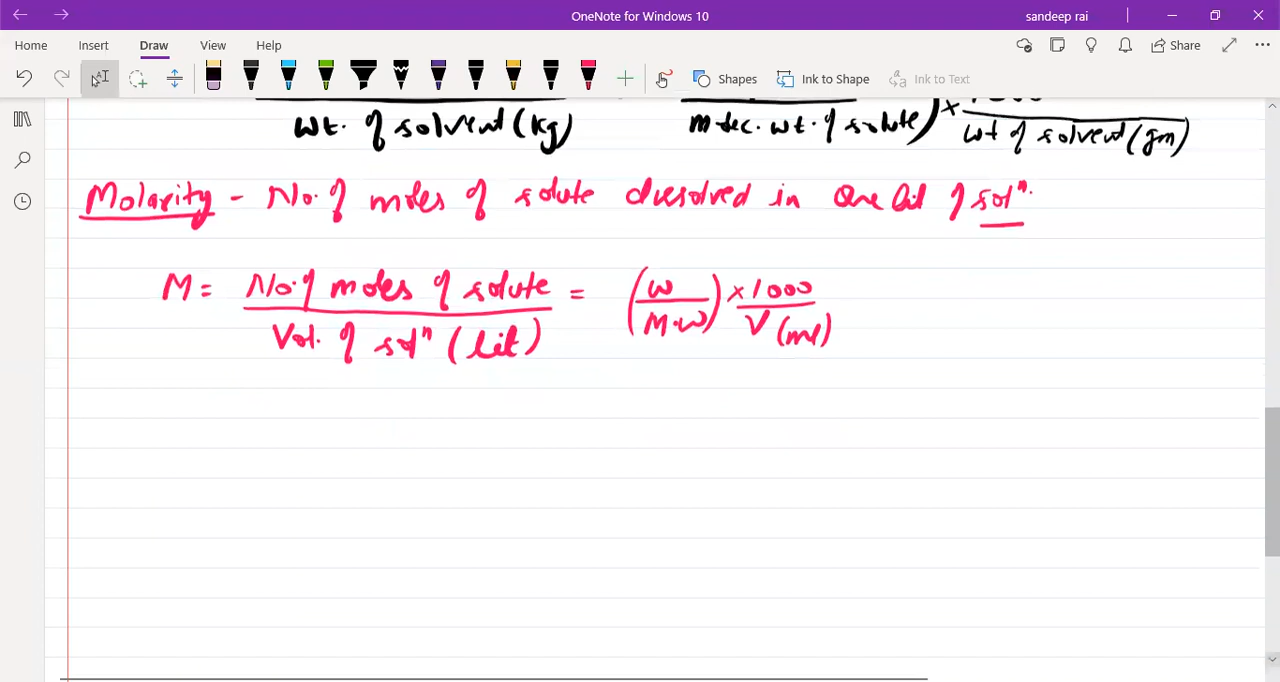 OneNote for Windows 10
sandeep rai
Home Insert Draw View Help
Share
Shapes Ink to Shape Ink to Text
wt. of solvent (kg) molec. wt. of solute) × wt of solvent (gm)
Molarity - No. of moles of solute dissolved in one lit of solⁿ.
M = No. of moles of solute = (w × 1000
Vol. of solⁿ (lit) M.W) V (ml)